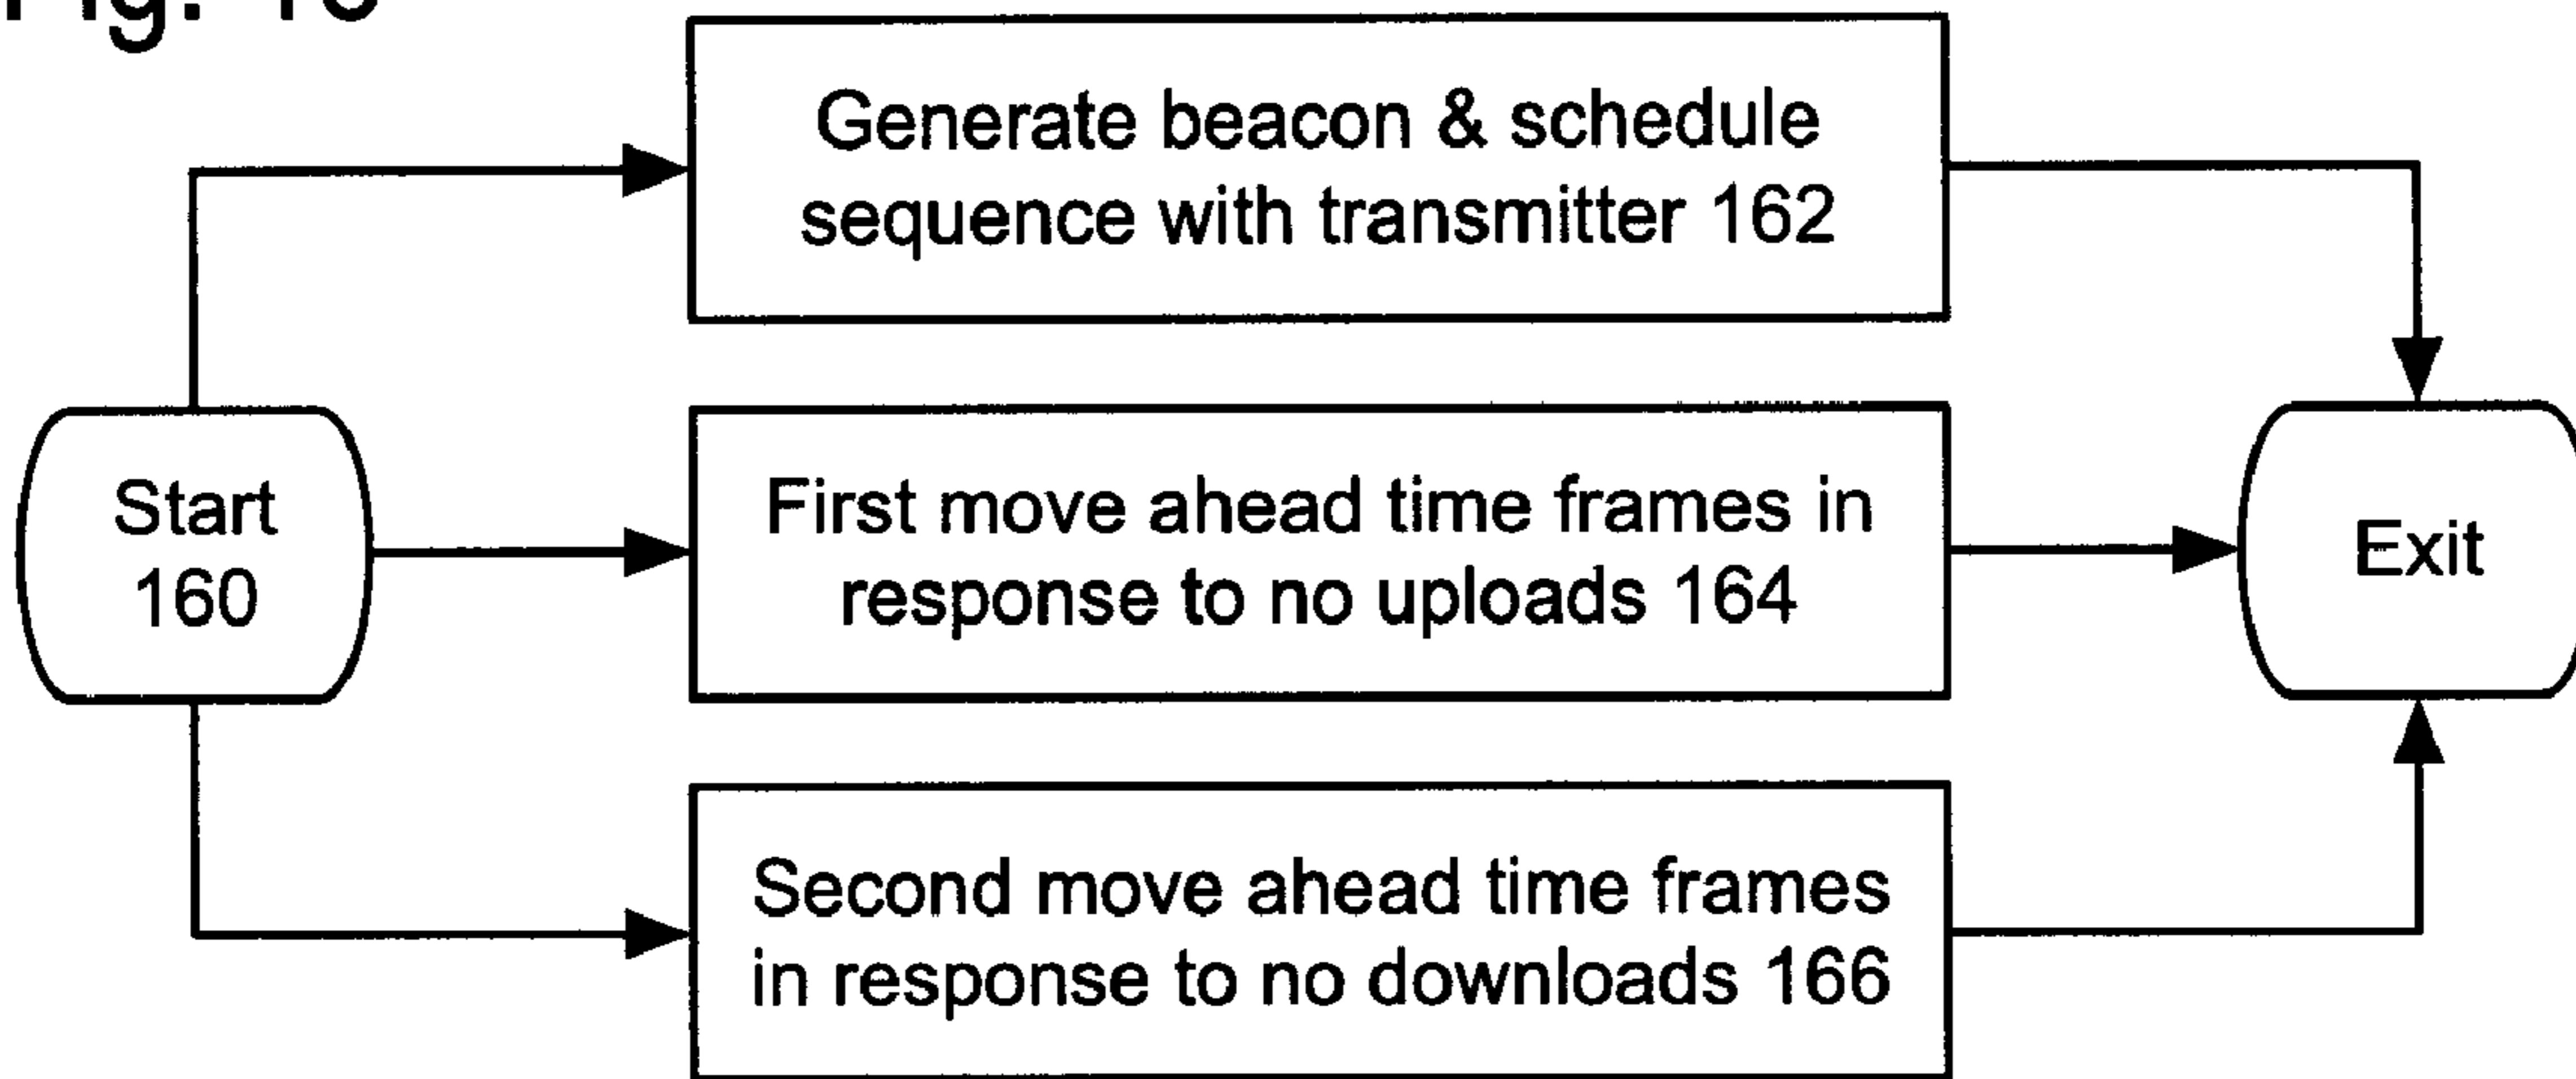 Generate beacon & schedule
sequence with transmitter 162
Start
160
First move ahead time frames in
response to no uploads 164
Exit
Second move ahead time frames
in response to no downloads 166